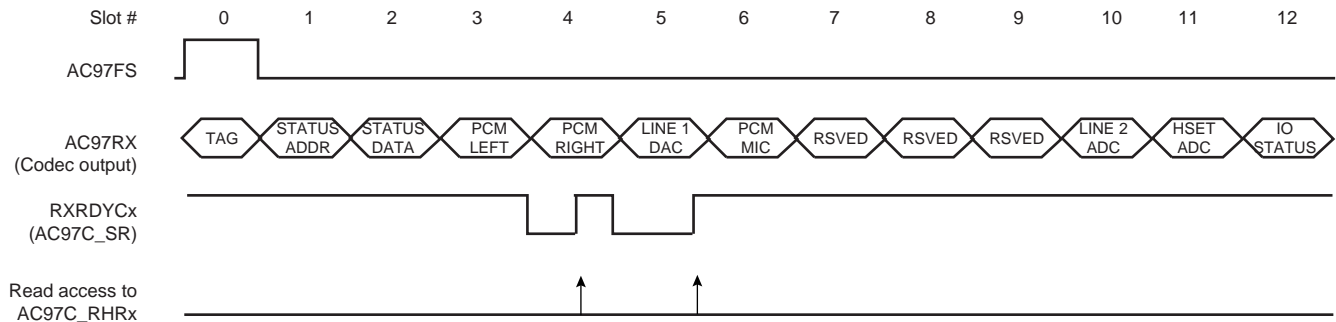 Slot # 0 1 2 3 4 5 6 7 8 9 10 11 12
AC97FS
AC97RX
(Codec output)
TAG
STATUS
ADDR
STATUS
DATA
PCM
LEFT
PCM
RIGHT
LINE 1
DAC
PCM
MIC
RSVED
RSVED
RSVED
LINE 2
ADC
HSET
ADC
IO
STATUS
RXRDYCx
(AC97C_SR)
Read access to
AC97C_RHRx